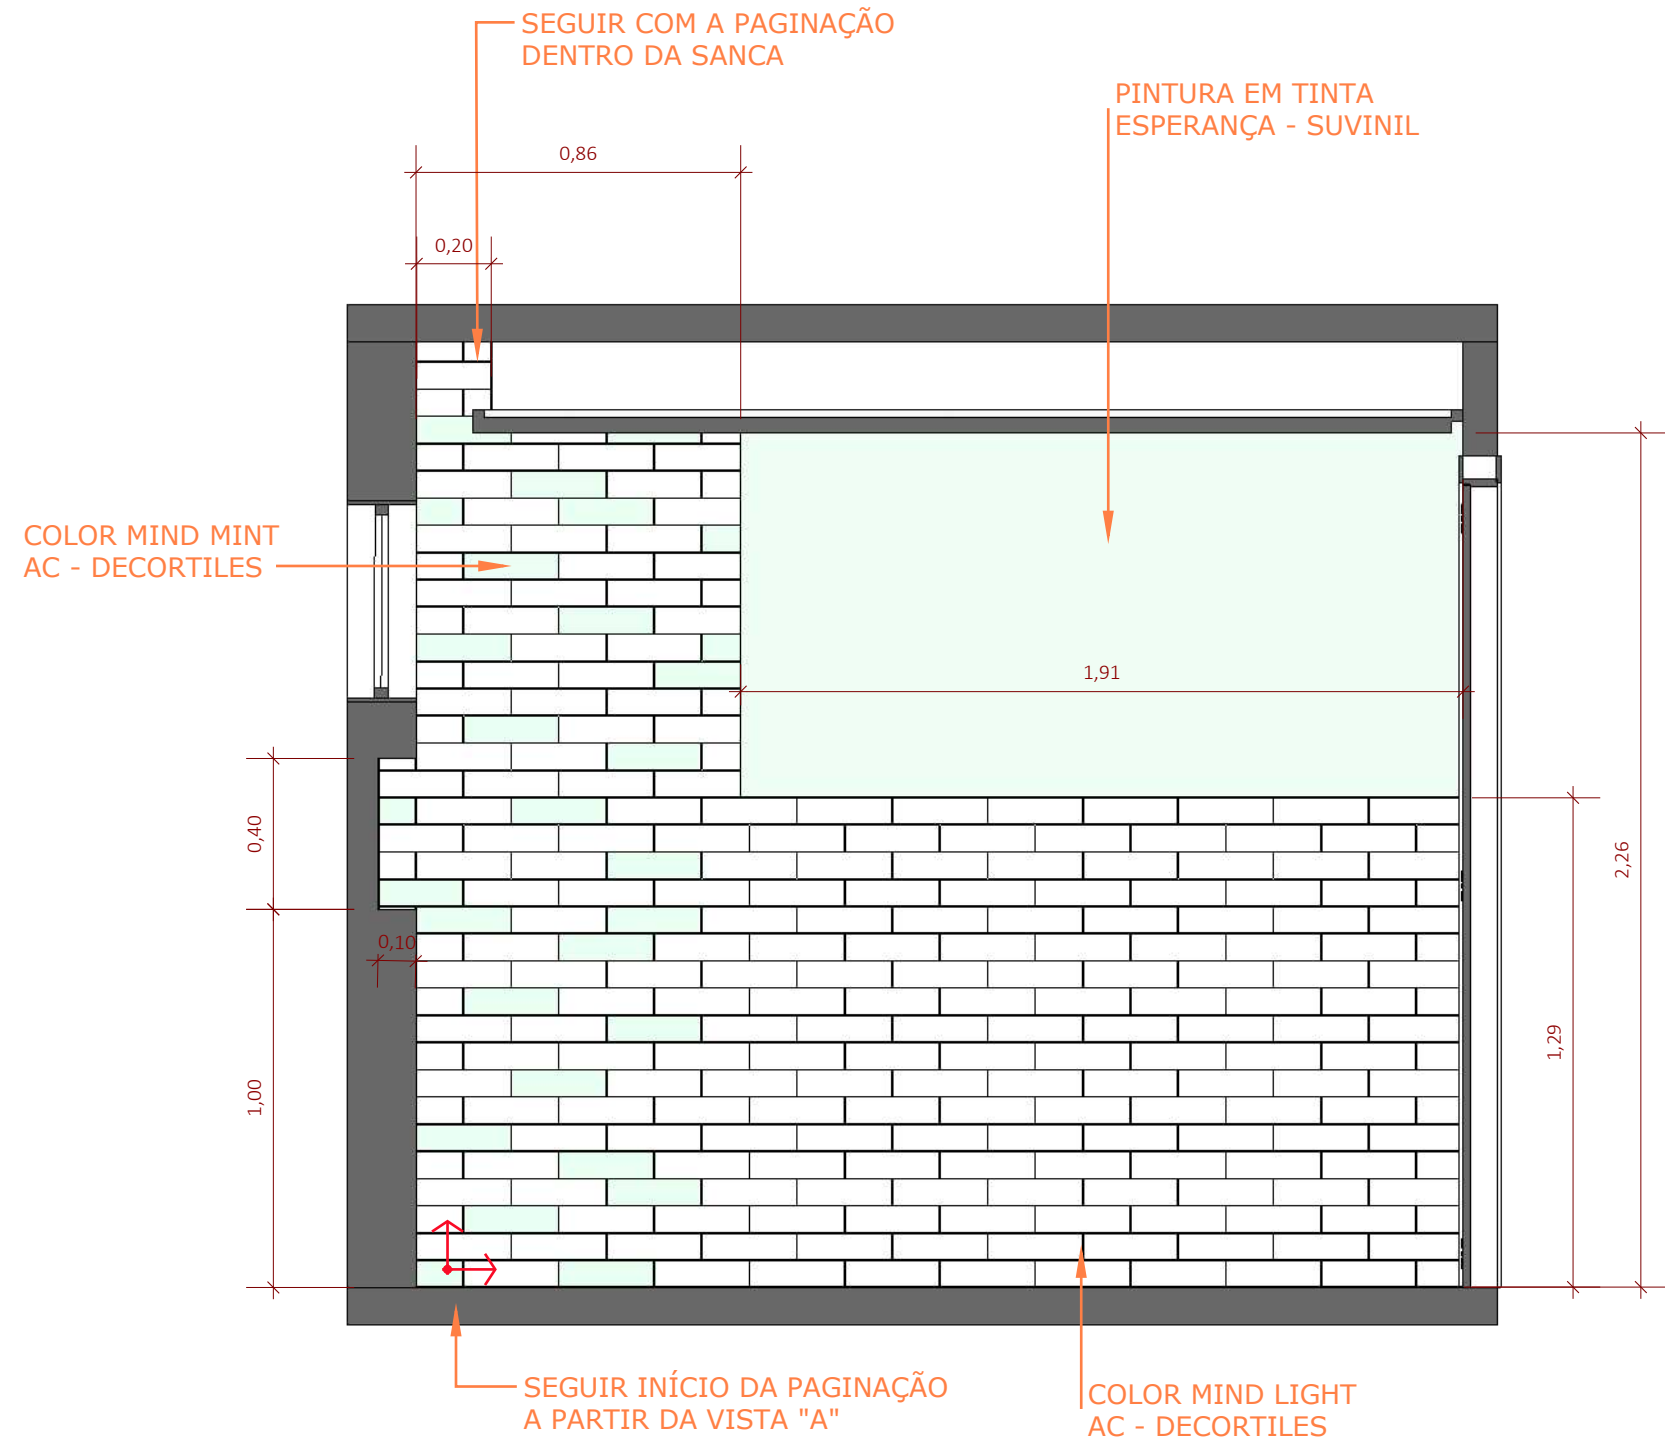 SEGUIR COM A PAGINAÇÃO
DENTRO DA SANCA
PINTURA EM TINTA
ESPERANÇA - SUVINIL
0,86
0,20
COLOR MIND MINT
AC - DECORTILES
1,91
0,40
2,26
0,10
1,29
1,00
SEGUIR INÍCIO DA PAGINAÇÃO
A PARTIR DA VISTA "A"
COLOR MIND LIGHT
AC - DECORTILES